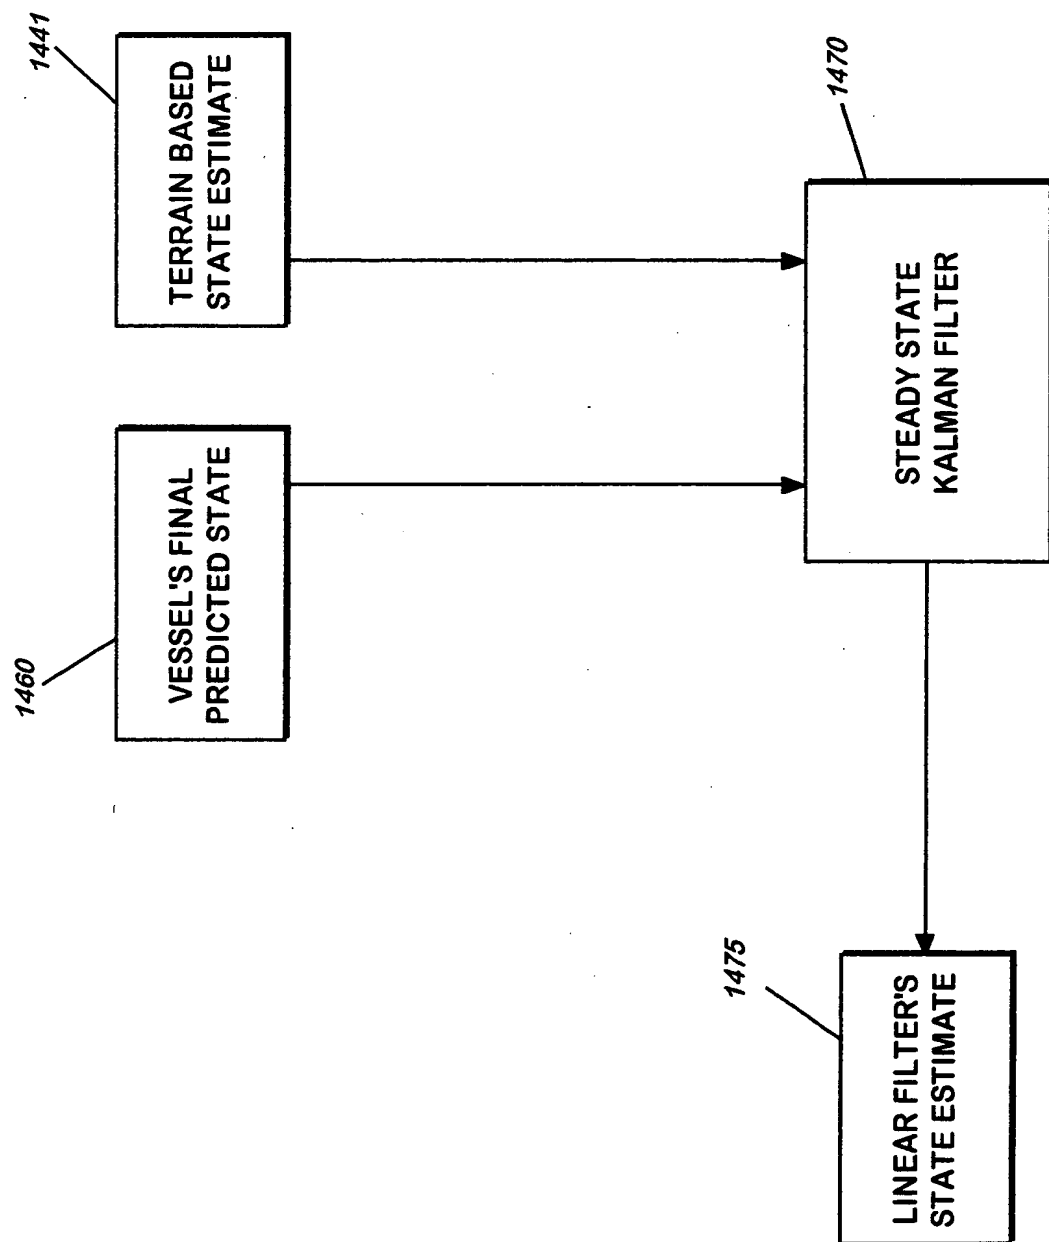 1460
VESSEL'S FINAL
PREDICTED STATE
1441
TERRAIN BASED
STATE ESTIMATE
1475
LINEAR FILTER'S
STATE ESTIMATE
1470
STEADY STATE
KALMAN FILTER